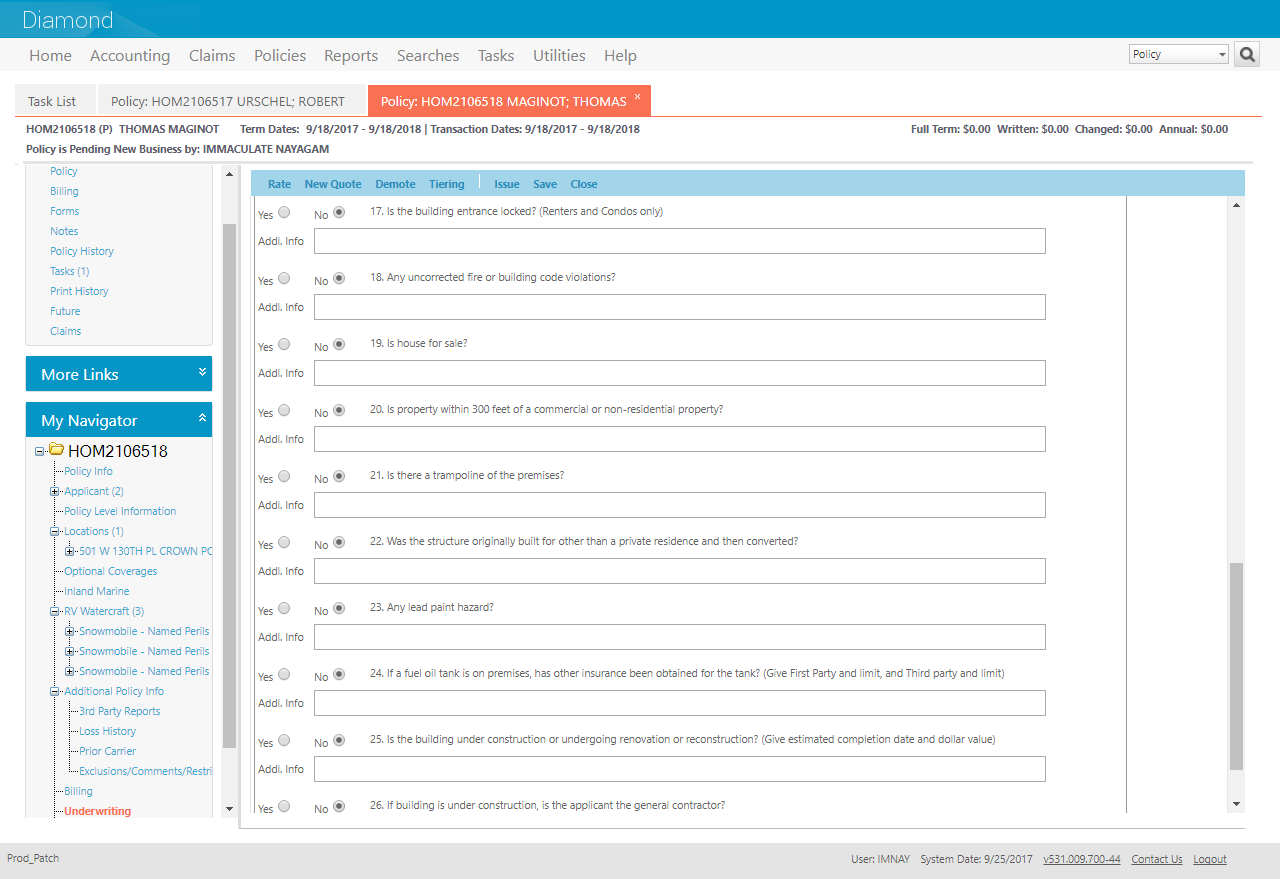 Diamond
Home Accounting Claims Policies Reports Searches Tasks Utilities Help Policy
Task List Policy: HOM2106517 URSCHEL; ROBERT Policy: HOM2106518 MAGINOT; THOMAS x
HOM2106518 (P) THOMAS MAGINOT Term Dates: 9/18/2017 - 9/18/2018 | Transaction Dates: 9/18/2017 - 9/18/2018 Full Term: $0.00 Written: $0.00 Changed: $0.00 Annual: $0.00
Policy is Pending New Business by: IMMACULATE NAYAGAM
Policy
Billing
Forms
Notes
Policy History
Tasks (1)
Print History
Future
Claims
More Links
My Navigator
HOM2106518
Policy Info
Applicant (2)
Policy Level Information
Locations (1)
501 W 130TH PL CROWN PC
Optional Coverages
Inland Marine
RV Watercraft (3)
Snowmobile - Named Perils
Snowmobile - Named Perils
Snowmobile - Named Perils
Additional Policy Info
3rd Party Reports
Loss History
Prior Carrier
Exclusions/Comments/Restri
Billing
Underwriting
Rate New Quote Demote Tiering Issue Save Close
Yes No 17. Is the building entrance locked? (Renters and Condos only)
Addl. Info
Yes No 18. Any uncorrected fire or building code violations?
Addl. Info
Yes No 19. Is house for sale?
Addl. Info
Yes No 20. Is property within 300 feet of a commercial or non-residential property?
Addl. Info
Yes No 21. Is there a trampoline of the premises?
Addl. Info
Yes No 22. Was the structure originally built for other than a private residence and then converted?
Addl. Info
Yes No 23. Any lead paint hazard?
Addl. Info
Yes No 24. If a fuel oil tank is on premises, has other insurance been obtained for the tank? (Give First Party and limit, and Third party and limit)
Addl. Info
Yes No 25. Is the building under construction or undergoing renovation or reconstruction? (Give estimated completion date and dollar value)
Addl. Info
Yes No 26. If building is under construction, is the applicant the general contractor?
Prod_Patch User: IMNAY System Date: 9/25/2017 v531.009.700-44 Contact Us Logout